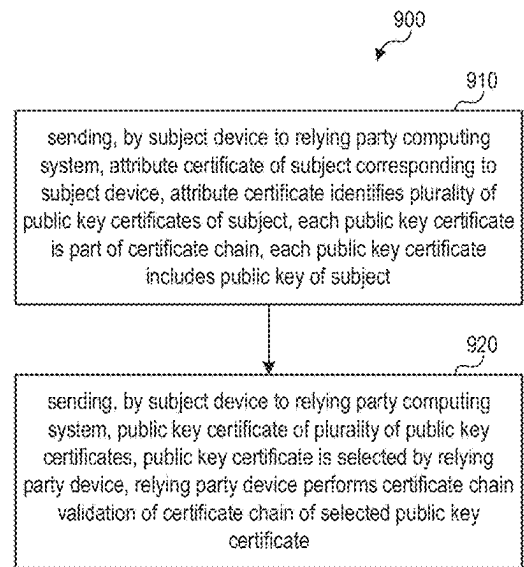 900
910
sending, by subject device to relying party computing
system, attribute certificate of subject corresponding to
subject device, attribute certificate identifies plurality of
public key certificates of subject, each public key certificate
is part of certificate chain, each public key certificate
includes public key of subject
920
sending, by subject device to relying party computing
system, public key certificate of plurality of public key
certificates, public key certificate is selected by relying
party device, relying party device performs certificate chain
validation of certificate chain of selected public key
certificate